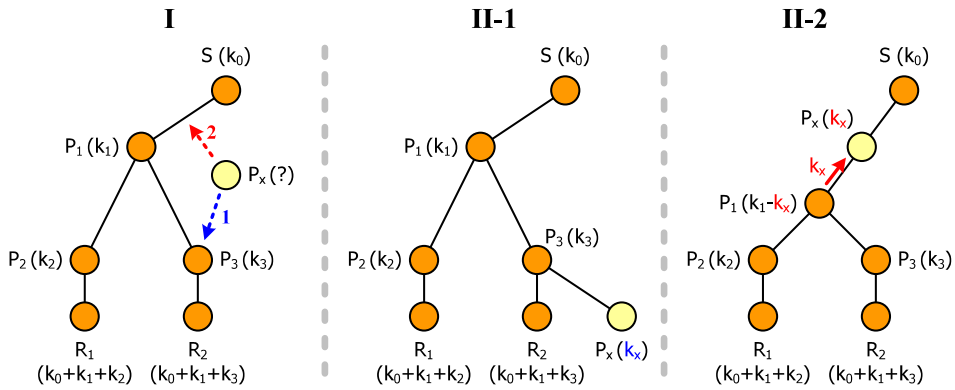 I
S (k₀)
P₁ (k₁)
2
Pₓ (?)
1
P₂ (k₂)
P₃ (k₃)
R₁
(k₀+k₁+k₂)
R₂
(k₀+k₁+k₃)
II-1
S (k₀)
P₁ (k₁)
P₂ (k₂)
P₃ (k₃)
R₁
(k₀+k₁+k₂)
R₂
(k₀+k₁+k₃)
Pₓ (kₓ)
II-2
S (k₀)
Pₓ (kₓ)
kₓ
P₁ (k₁-kₓ)
P₂ (k₂)
P₃ (k₃)
R₁
(k₀+k₁+k₂)
R₂
(k₀+k₁+k₃)